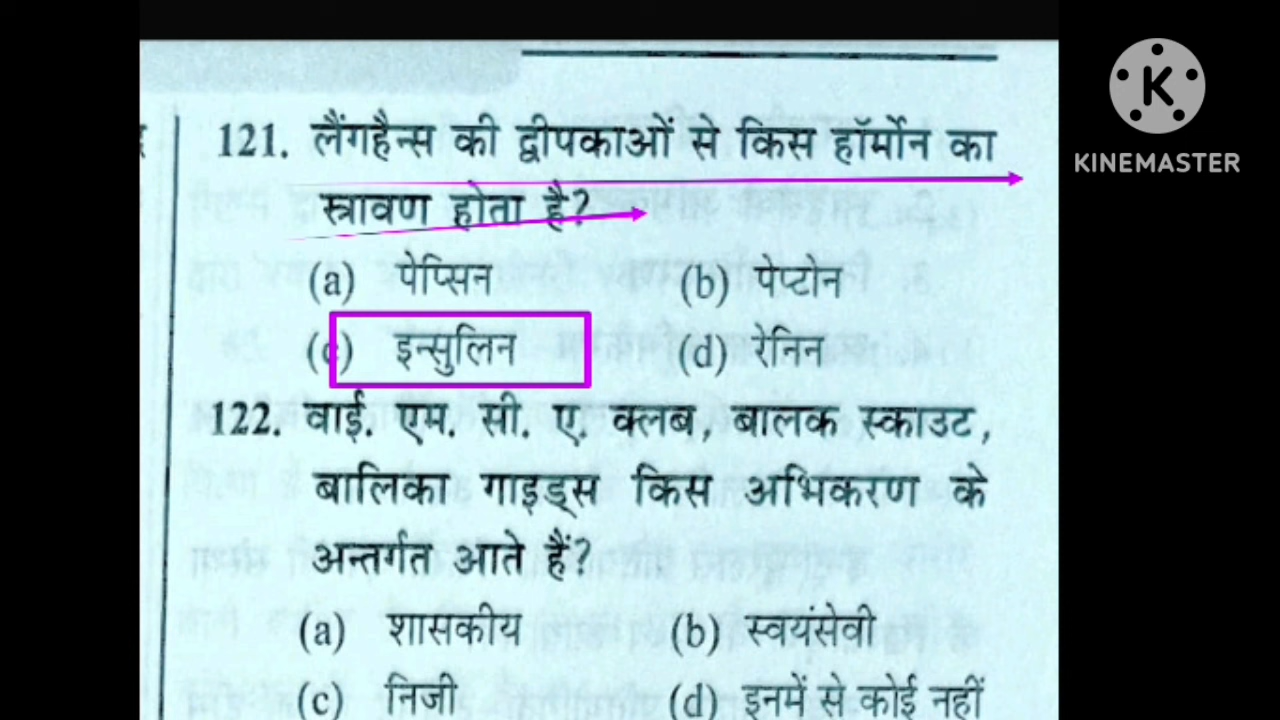 KINEMASTER
121. लैंगहैन्स की द्वीपकाओं से किस हॉर्मोन का
स्त्रावण होता है?
(a) पेप्सिन (b) पेप्टोन
(c) इन्सुलिन (d) रेनिन
122. वाई. एम. सी. ए. क्लब, बालक स्काउट,
बालिका गाइड्स किस अभिकरण के
अन्तर्गत आते हैं?
(a) शासकीय (b) स्वयंसेवी
(c) निजी (d) इनमें से कोई नहीं